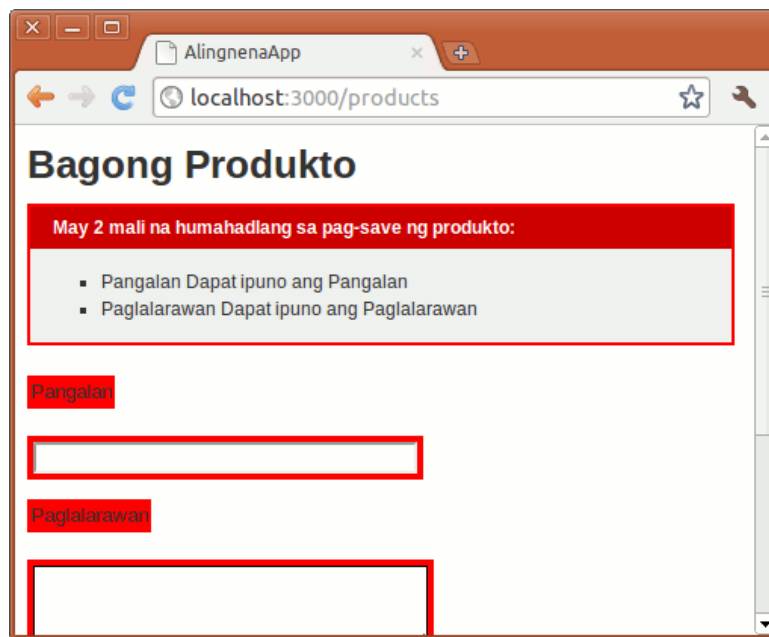 AlingnenaApp
localhost:3000/products
Bagong Produkto
May 2 mali na humahadlang sa pag-save ng produkto:
Pangalan Dapat ipuno ang Pangalan
Paglalarawan Dapat ipuno ang Paglalarawan
Pangalan
Paglalarawan